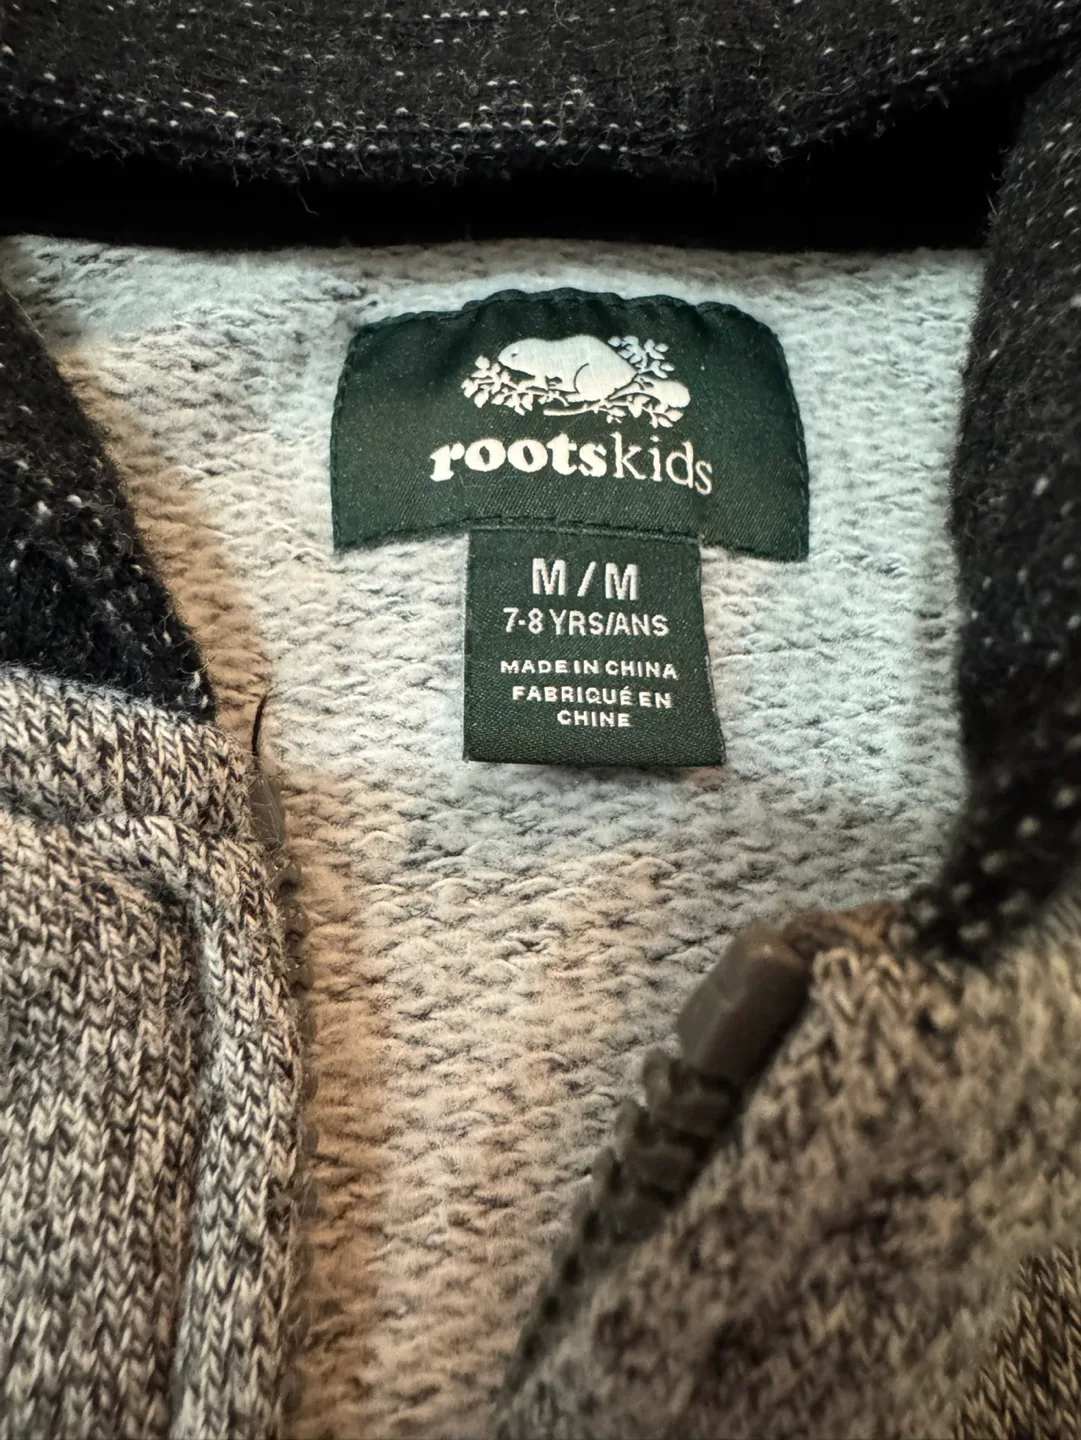 rootskids
M/M
7-8 YRS/ANS
MADE IN CHINA
FABRIQUÉ EN
CHINE